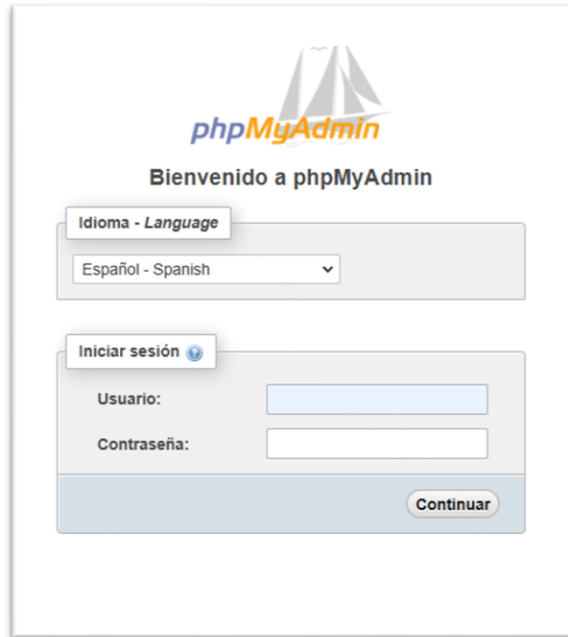 phpMyAdmin
Bienvenido a phpMyAdmin
Idioma - Language
Español - Spanish
Iniciar sesión
Usuario:
Contraseña:
Continuar